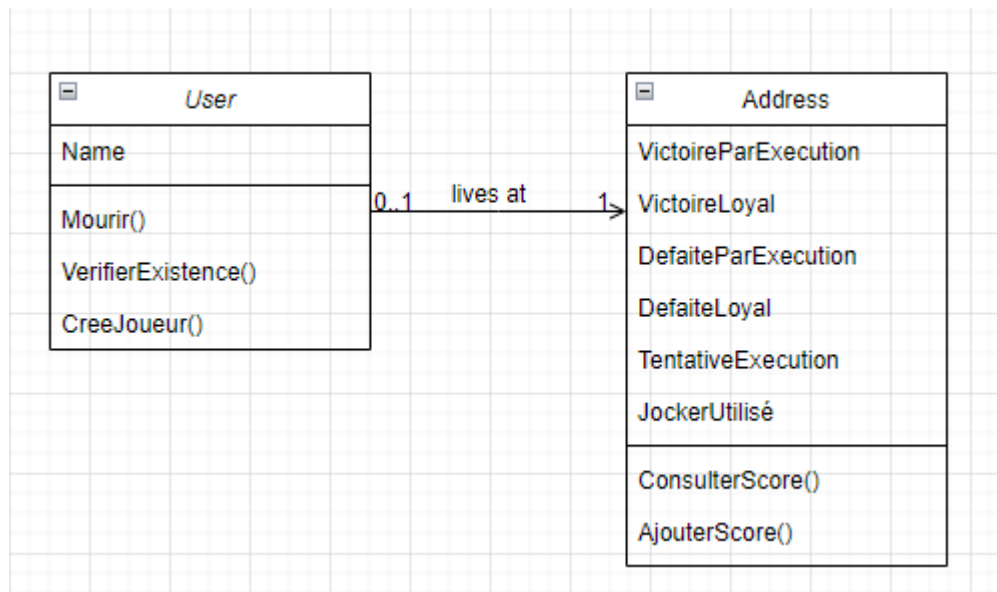 User
Name
Mourir()
VerifierExistence()
CreeJoueur()
0..1
lives at
1
Address
VictoireParExecution
VictoireLoyal
DefaiteParExecution
DefaiteLoyal
TentativeExecution
JockerUtilisé
ConsulterScore()
AjouterScore()